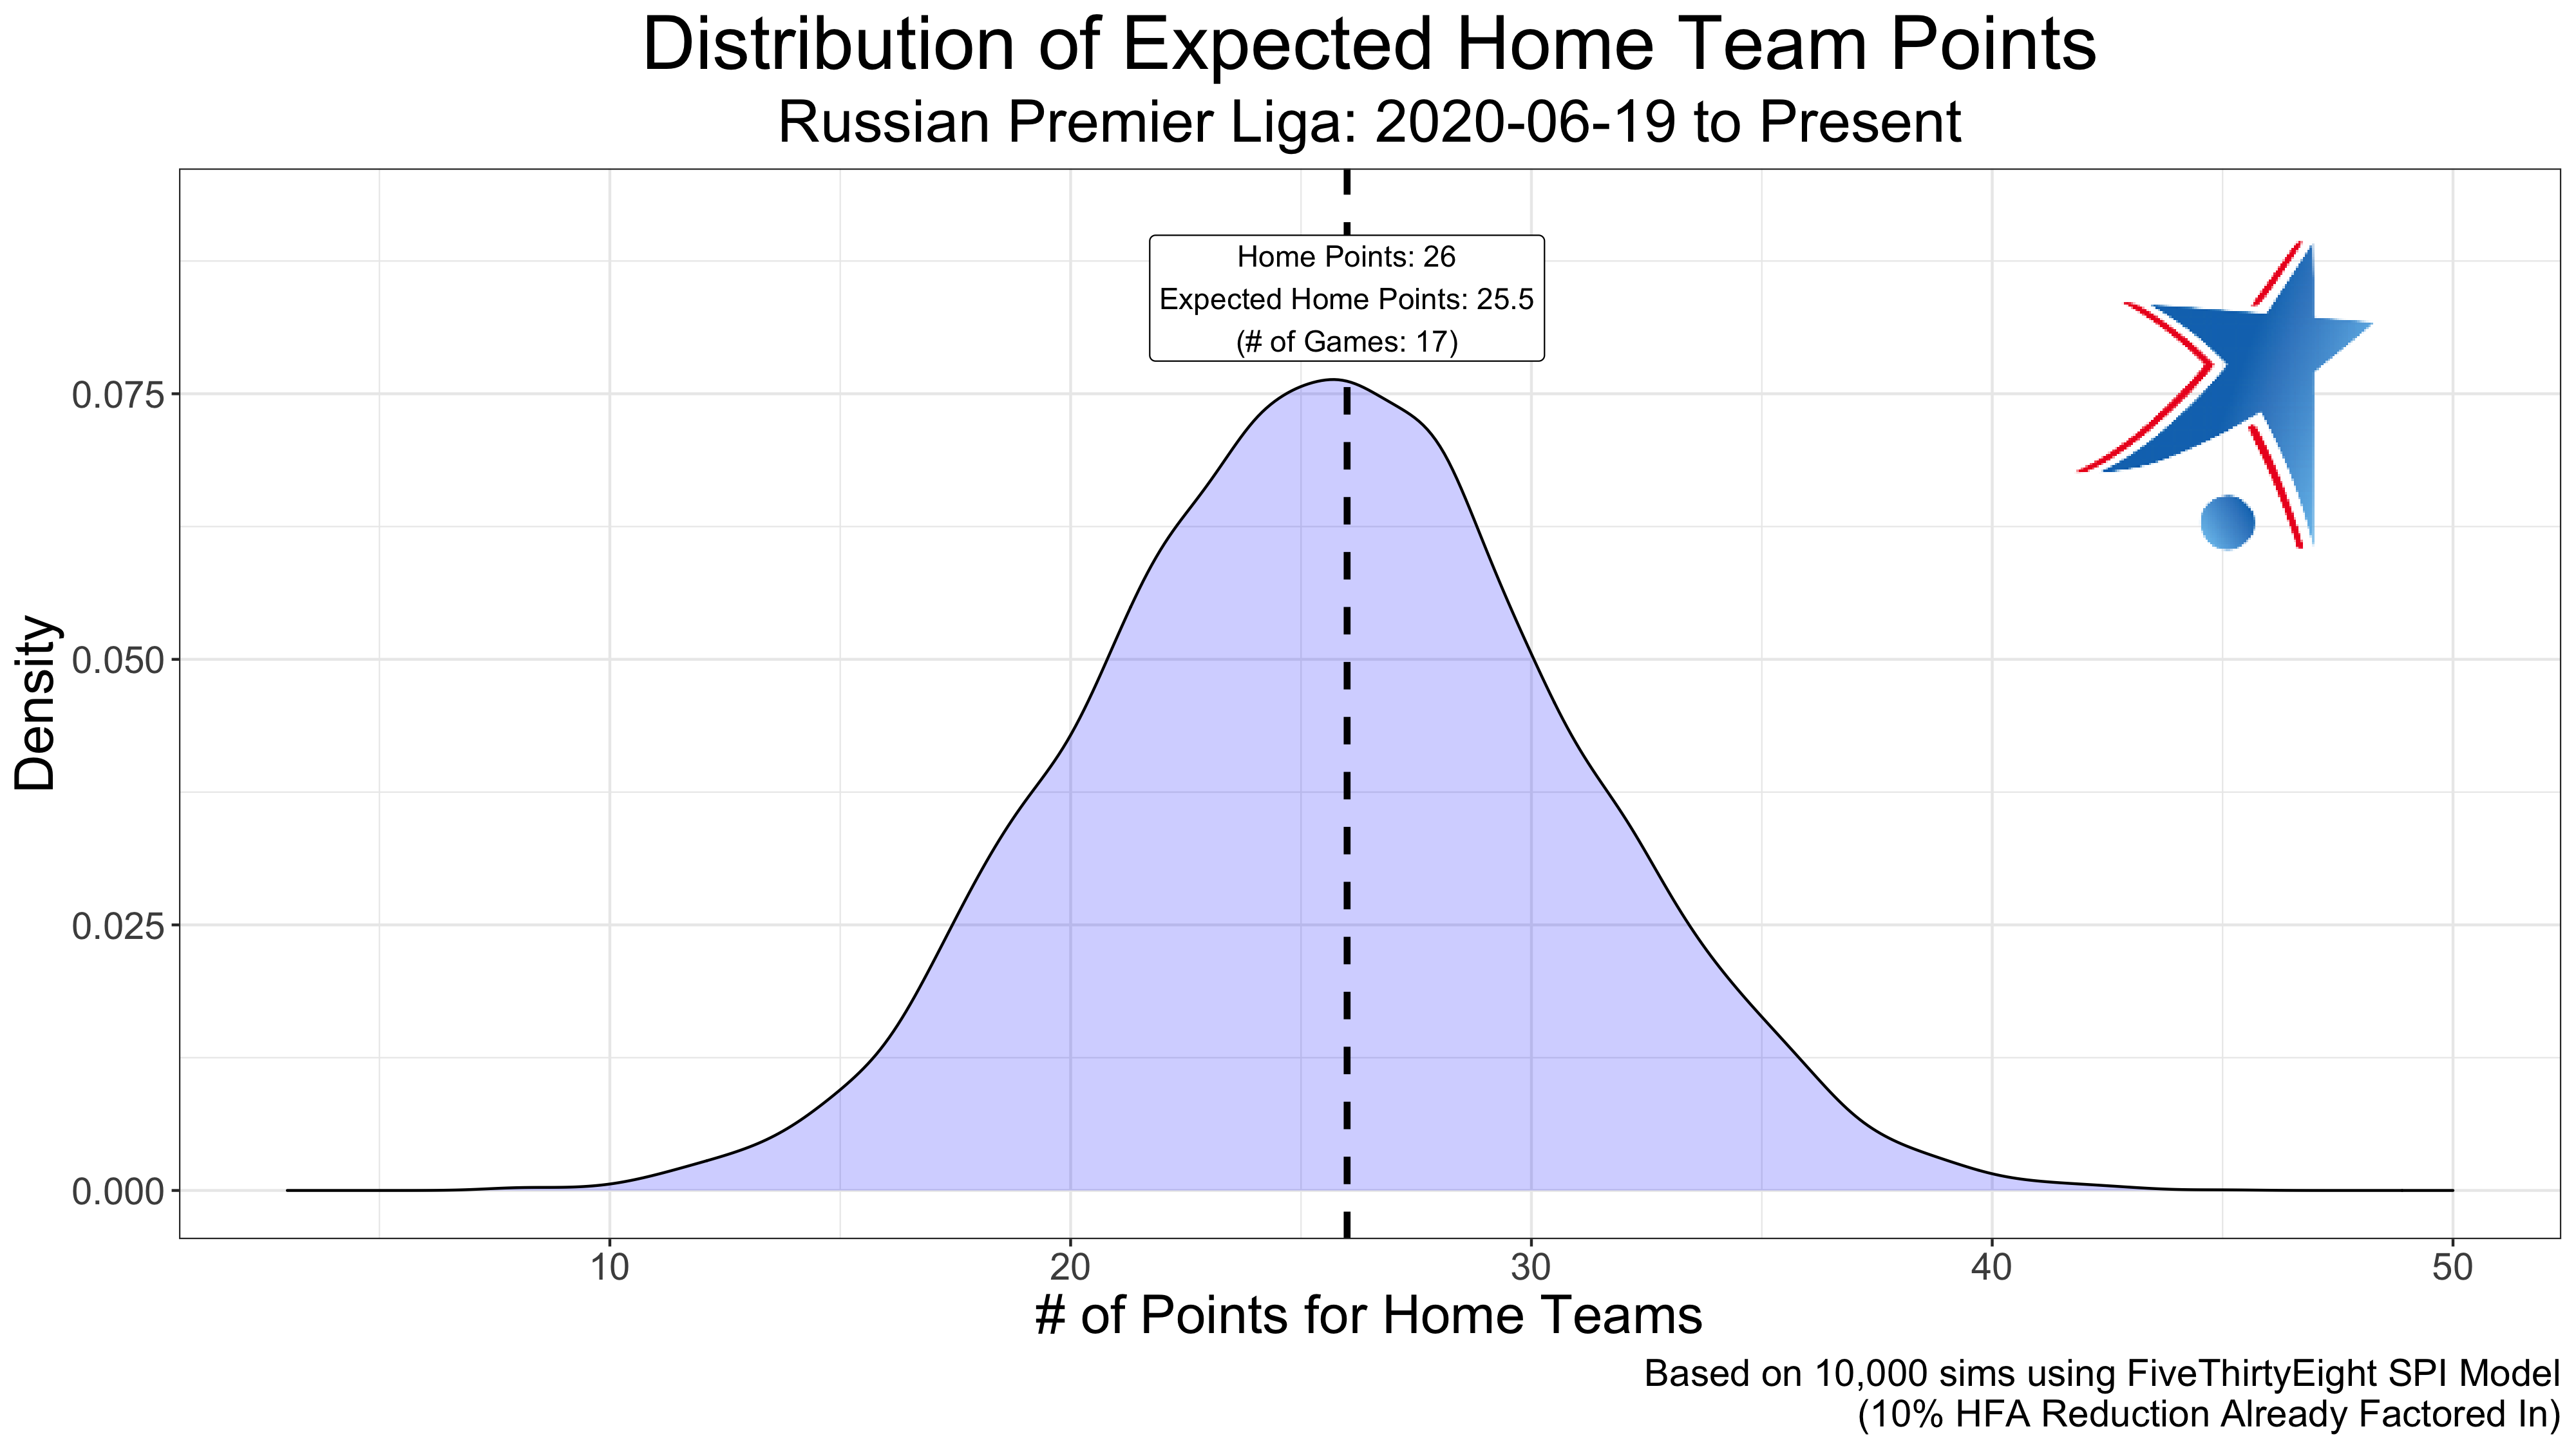 Distribution of Expected Home Team Points
Russian Premier Liga: 2020-06-19 to Present
Home Points: 26
Expected Home Points: 25.5
(# of Games: 17)
Density
0.075
0.050
0.025
0.000
10 20 30 40 50
# of Points for Home Teams
Based on 10,000 sims using FiveThirtyEight SPI Model
(10% HFA Reduction Already Factored In)